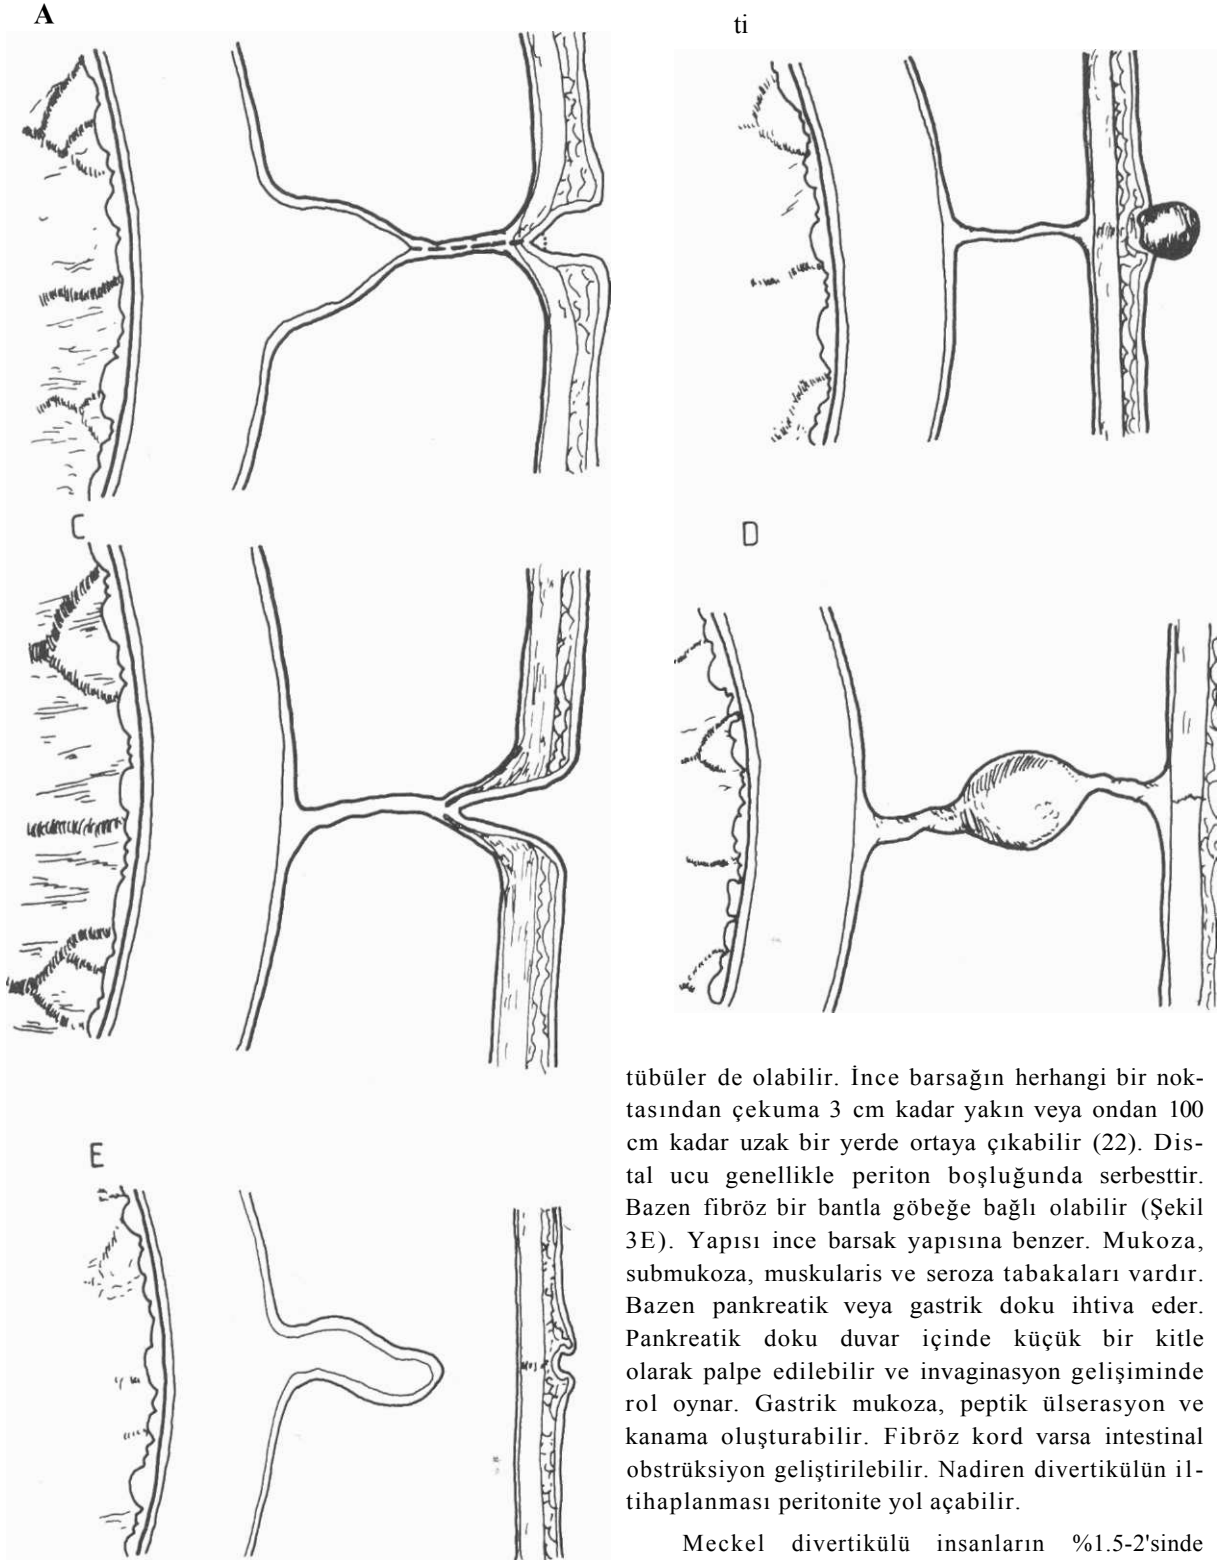 A
ti
C
D
E
tübüler de olabilir. İnce barsağın herhangi bir nok-
tasından çekuma 3 cm kadar yakın veya ondan 100
cm kadar uzak bir yerde ortaya çıkabilir (22). Dis-
tal ucu genellikle periton boşluğunda serbesttir.
Bazen fibröz bir bantla göbeğe bağlı olabilir (Şekil
3E). Yapısı ince barsak yapısına benzer. Mukoza,
submukoza, muskularis ve seroza tabakaları vardır.
Bazen pankreatik veya gastrik doku ihtiva eder.
Pankreatik doku duvar içinde küçük bir kitle
olarak palpe edilebilir ve invaginasyon gelişiminde
rol oynar. Gastrik mukoza, peptik ülserasyon ve
kanama oluşturabilir. Fibröz kord varsa intestinal
obstrüksiyon geliştirilebilir. Nadiren divertikülün il-
tihaplanması peritonite yol açabilir.
Meckel divertikülü insanların %1.5-2'sinde